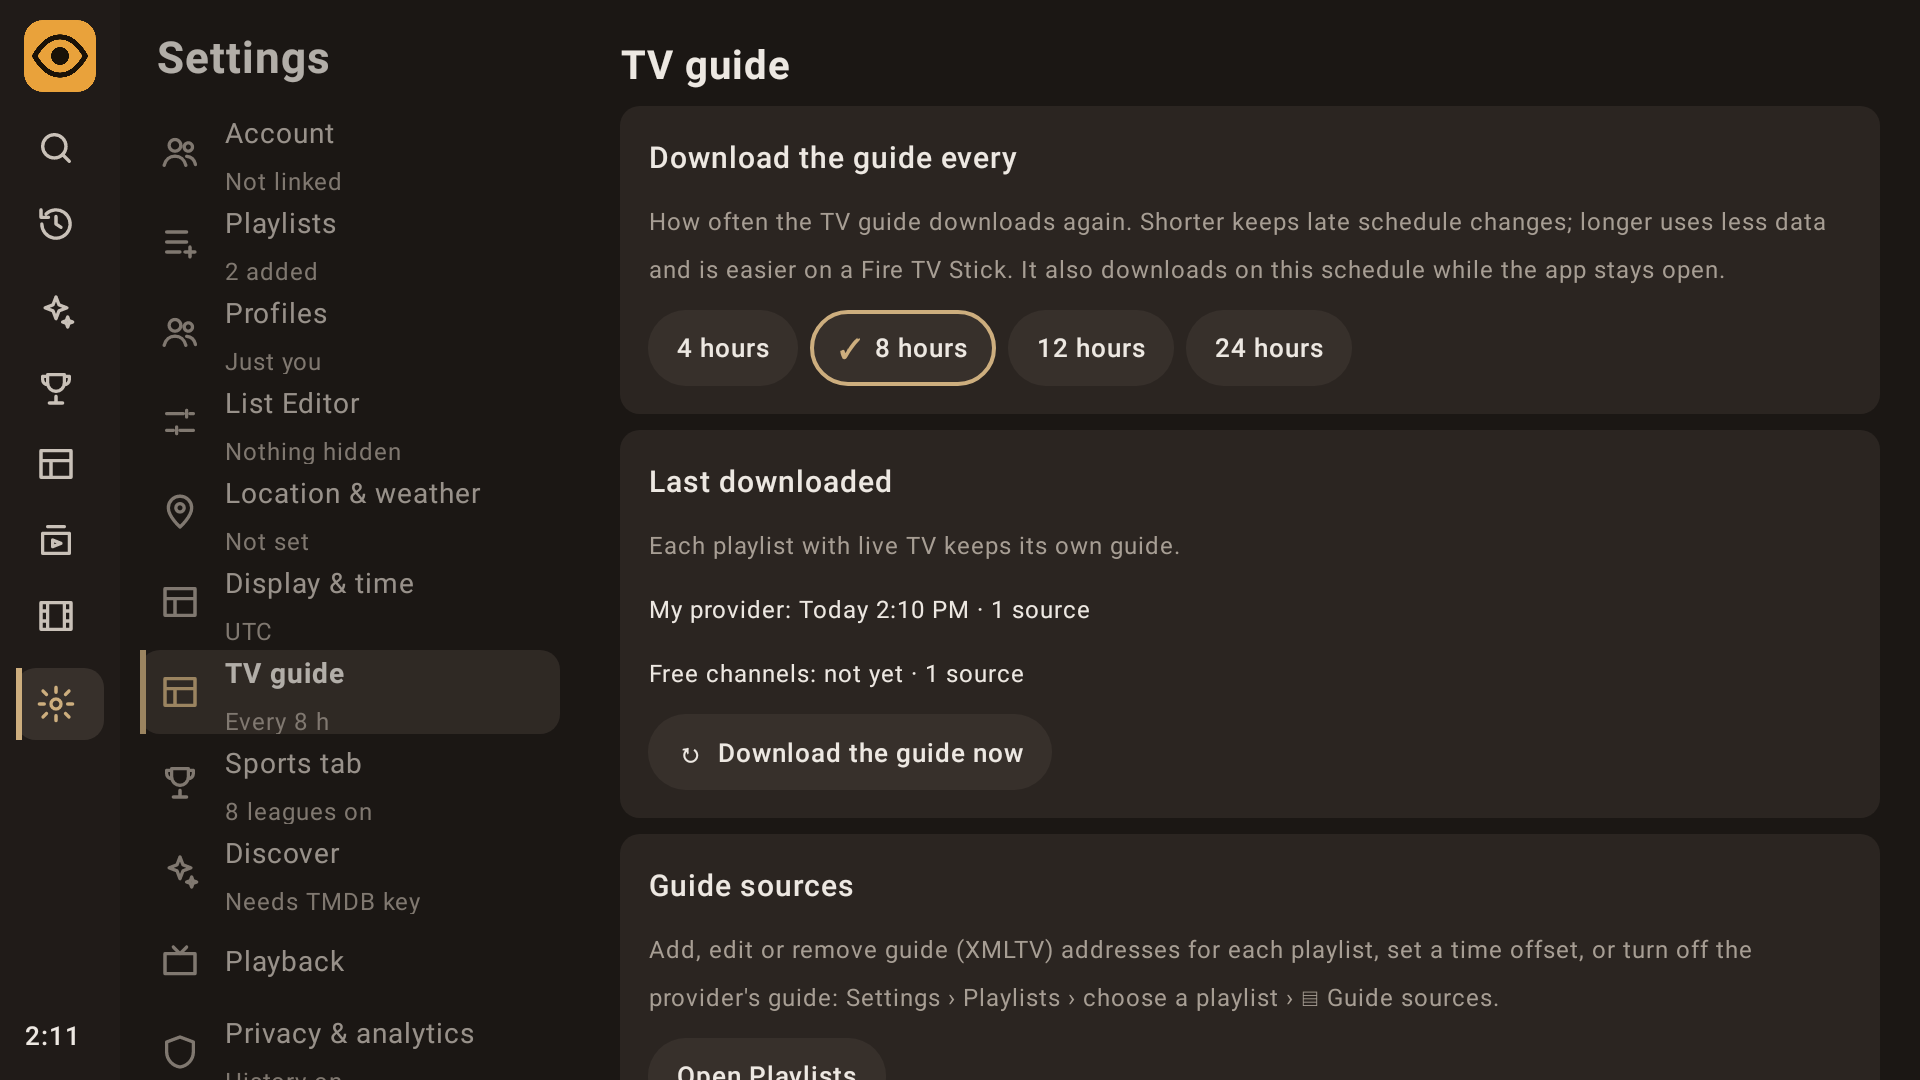 Settings
Account
Not linked
Playlists
2 added
Profiles
Just you
List Editor
Nothing hidden
Location & weather
Not set
Display & time
UTC
TV guide
Every 8 h
Sports tab
8 leagues on
Discover
Needs TMDB key
Playback
Privacy & analytics
History on
2:11
TV guide
Download the guide every
How often the TV guide downloads again. Shorter keeps late schedule changes; longer uses less data
and is easier on a Fire TV Stick. It also downloads on this schedule while the app stays open.
4 hours
✓ 8 hours
12 hours
24 hours
Last downloaded
Each playlist with live TV keeps its own guide.
My provider: Today 2:10 PM · 1 source
Free channels: not yet · 1 source
↻ Download the guide now
Guide sources
Add, edit or remove guide (XMLTV) addresses for each playlist, set a time offset, or turn off the
provider's guide: Settings › Playlists › choose a playlist › ▤ Guide sources.
Open Playlists